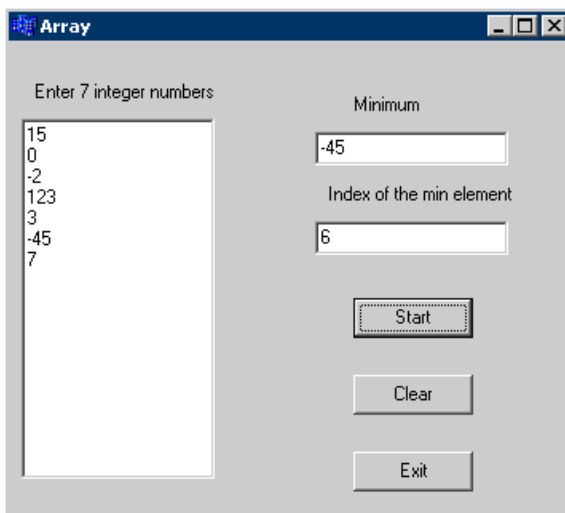 Array
Enter 7 integer numbers
15
0
-2
123
3
-45
7
Minimum
-45
Index of the min element
6
Start
Clear
Exit